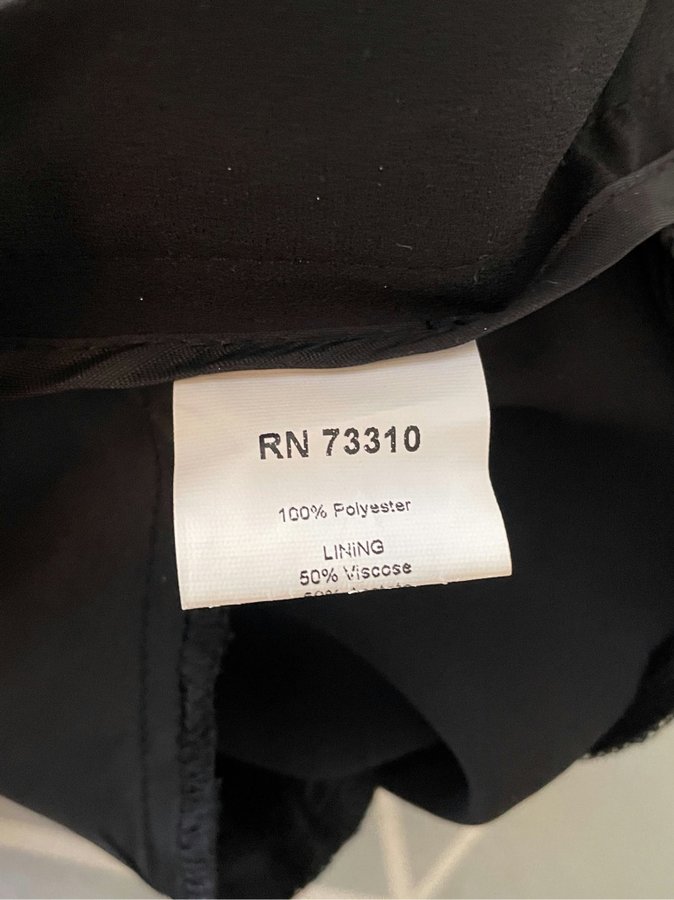 RN 73310
100% Polyester
LINING
50% Viscose